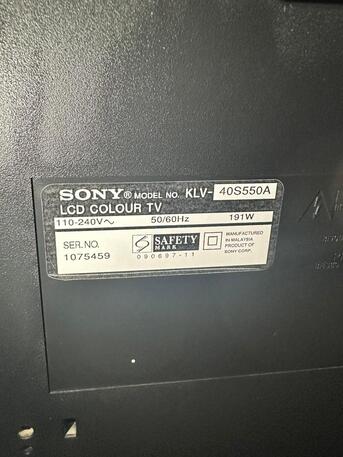 SONY® MODEL NO. KLV- 40S550A
LCD COLOUR TV
110-240V~ 50/60Hz 191W
SER.NO.
1075459
SAFETY
MARK
090697-11
MANUFACTURED
IN MALAYSIA
PRODUCT OF
SONY CORP.